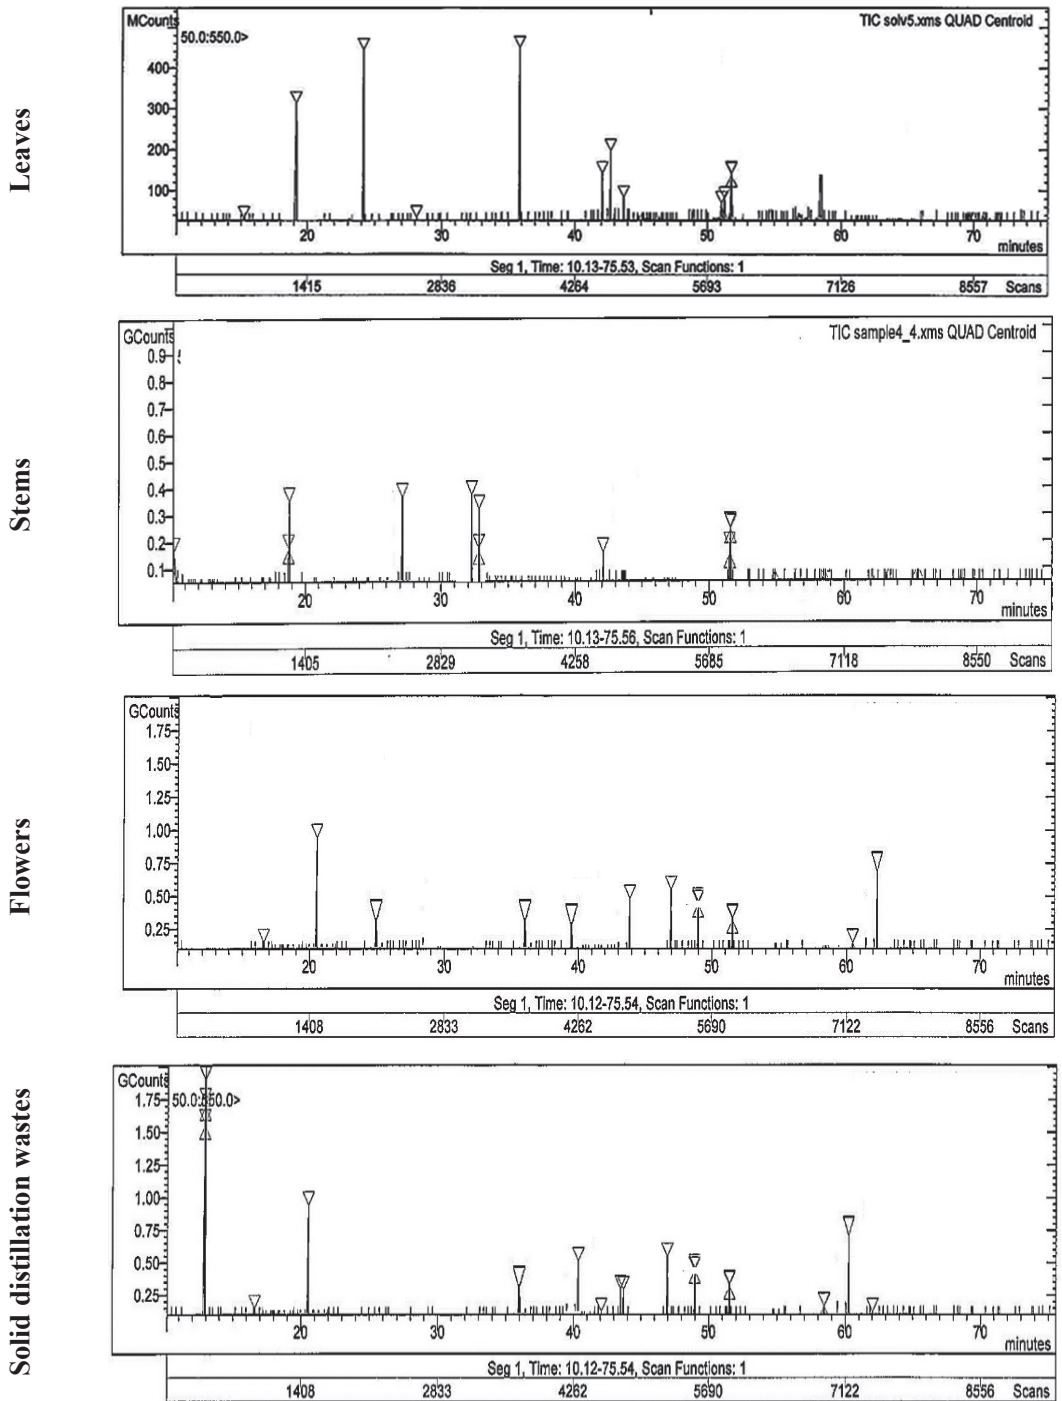 Leaves
MCounts
TIC solv5.xms QUAD Centroid
50.0:550.0>
400
300
200
100
20 30 40 50 60 70
minutes
Seg 1, Time: 10.13-75.53, Scan Functions: 1
1415 2836 4264 5693 7126 8557 Scans
Stems
GCounts
TIC sample4_4.xms QUAD Centroid
0.9
0.8
0.7
0.6
0.5
0.4
0.3
0.2
0.1
20 30 40 50 60 70
minutes
Seg 1, Time: 10.13-75.56, Scan Functions: 1
1405 2829 4258 5685 7118 8550 Scans
Flowers
GCounts
1.75
1.50
1.25
1.00
0.75
0.50
0.25
20 30 40 50 60 70
minutes
Seg 1, Time: 10.12-75.54, Scan Functions: 1
1408 2833 4262 5690 7122 8556 Scans
Solid distillation wastes
GCounts
1.75
50.0:550.0>
1.50
1.25
1.00
0.75
0.50
0.25
20 30 40 50 60 70
minutes
Seg 1, Time: 10.12-75.54, Scan Functions: 1
1408 2833 4262 5690 7122 8556 Scans